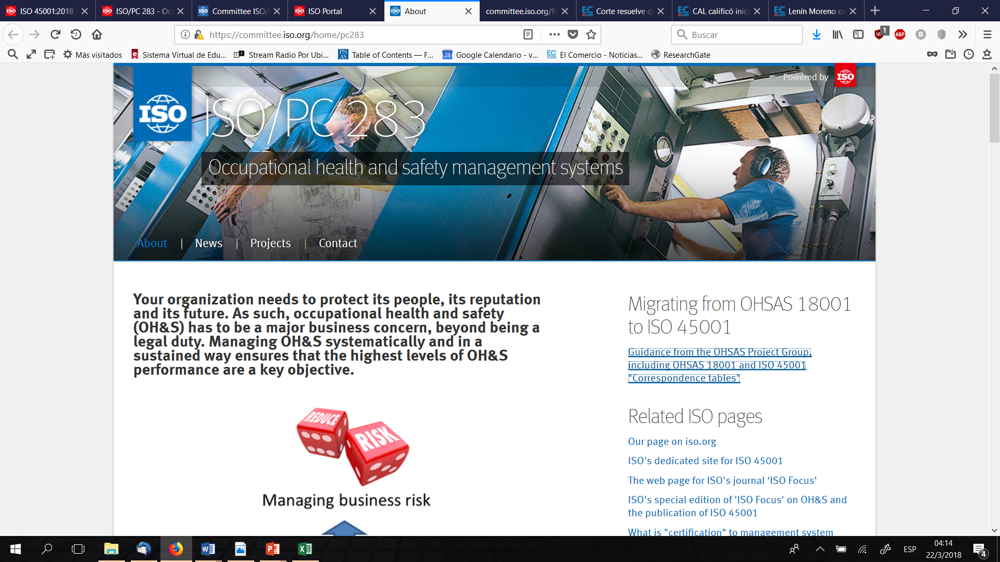 ISO 45001:2018
ISO/PC 283 - Occ
Committee ISO/
ISO Portal
About
committee.iso.org/fil
Corte resuelve q
CAL calificó inici
Lenín Moreno cu
https://committee.iso.org/home/pc283
Buscar
1
ABP
Más visitados
Sistema Virtual de Edu...
Stream Radio Por Ubi...
PNAS
Table of Contents — F...
28
Google Calendario - v...
EC
El Comercio - Noticias...
ResearchGate
Powered by
ISO
ISO
ISO/PC 283
Occupational health and safety management systems
About
News
Projects
Contact
Your organization needs to protect its people, its reputation
and its future. As such, occupational health and safety
(OH&S) has to be a major business concern, beyond being a
legal duty. Managing OH&S systematically and in a
sustained way ensures that the highest levels of OH&S
performance are a key objective.
REDUCE
RISK
Managing business risk
Migrating from OHSAS 18001
to ISO 45001
Guidance from the OHSAS Project Group,
including OHSAS 18001 and ISO 45001
"Correspondence tables"
Related ISO pages
Our page on iso.org
ISO's dedicated site for ISO 45001
The web page for ISO's journal 'ISO Focus'
ISO's special edition of 'ISO Focus' on OH&S and
the publication of ISO 45001
What is "certification" to management system
ESP
04:14
22/3/2018
4